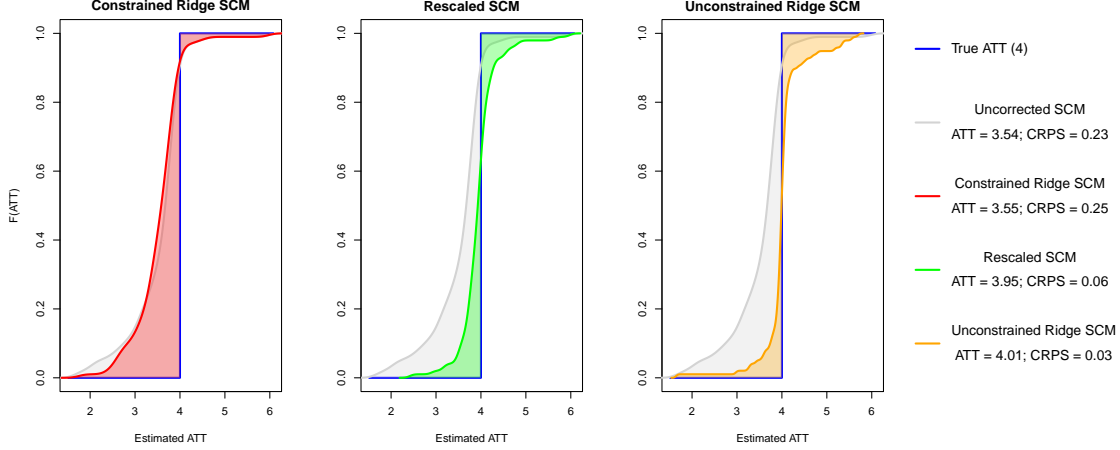 Constrained Ridge SCM
Rescaled SCM
Unconstrained Ridge SCM
F(ATT)
0.0
0.2
0.4
0.6
0.8
1.0
2
3
4
5
6
Estimated ATT
0.0
0.2
0.4
0.6
0.8
1.0
2
3
4
5
6
Estimated ATT
0.0
0.2
0.4
0.6
0.8
1.0
2
3
4
5
6
Estimated ATT
True ATT (4)
Uncorrected SCM
ATT = 3.54; CRPS = 0.23
Constrained Ridge SCM
ATT = 3.55; CRPS = 0.25
Rescaled SCM
ATT = 3.95; CRPS = 0.06
Unconstrained Ridge SCM
ATT = 4.01; CRPS = 0.03